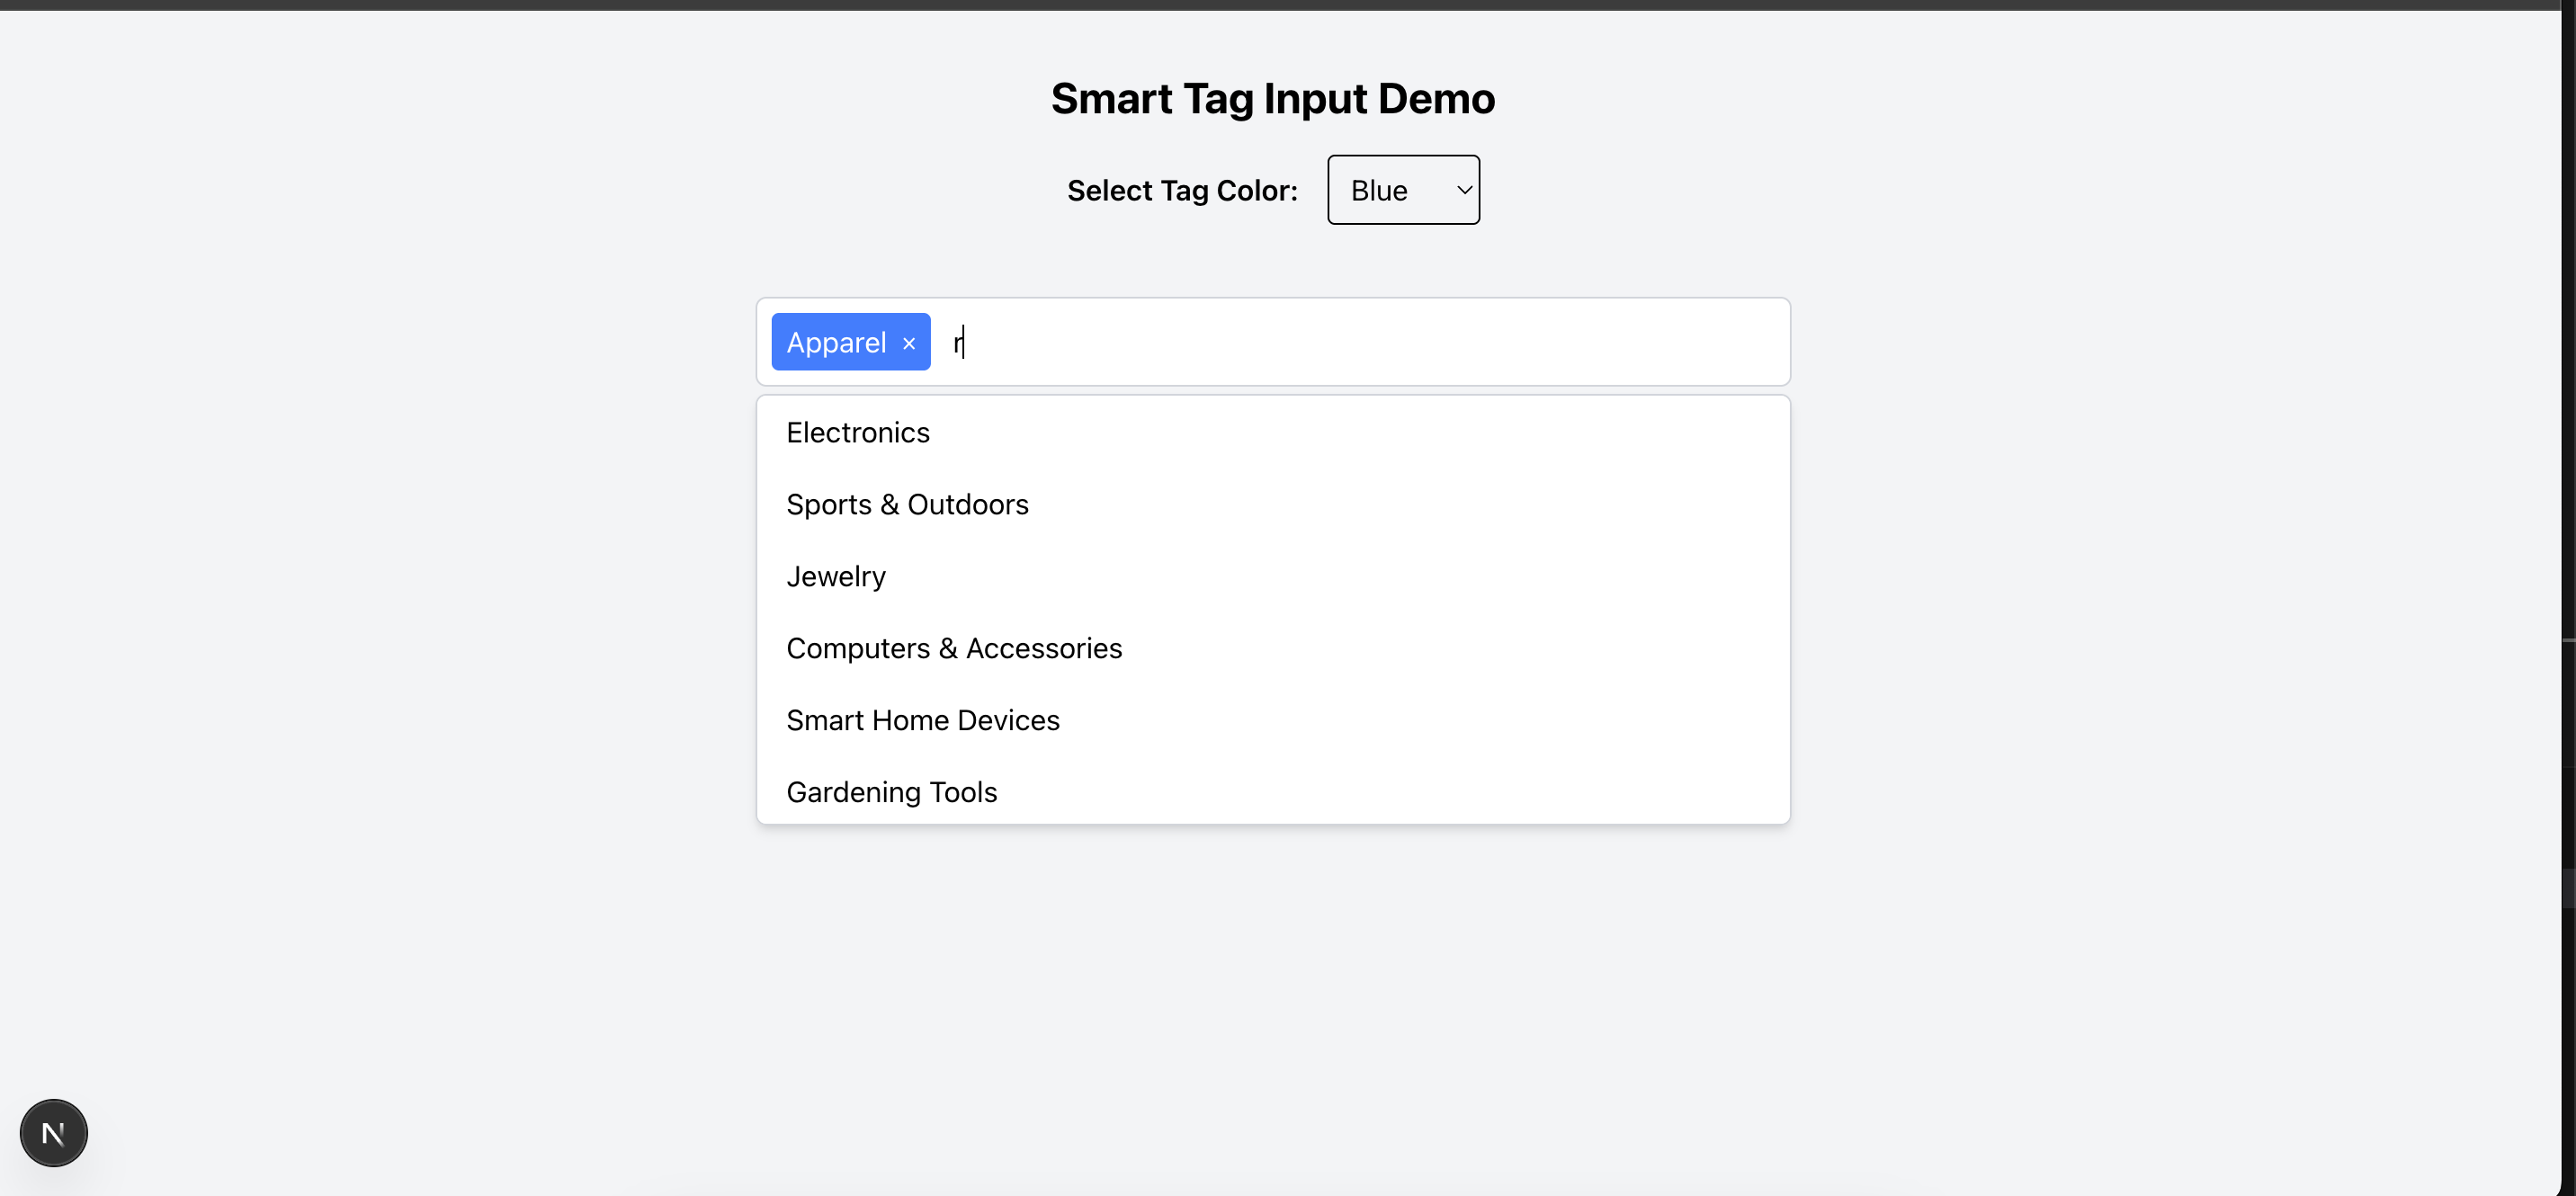 Smart Tag Input Demo
Select Tag Color: Blue
Apparel × r
Electronics
Sports & Outdoors
Jewelry
Computers & Accessories
Smart Home Devices
Gardening Tools
N